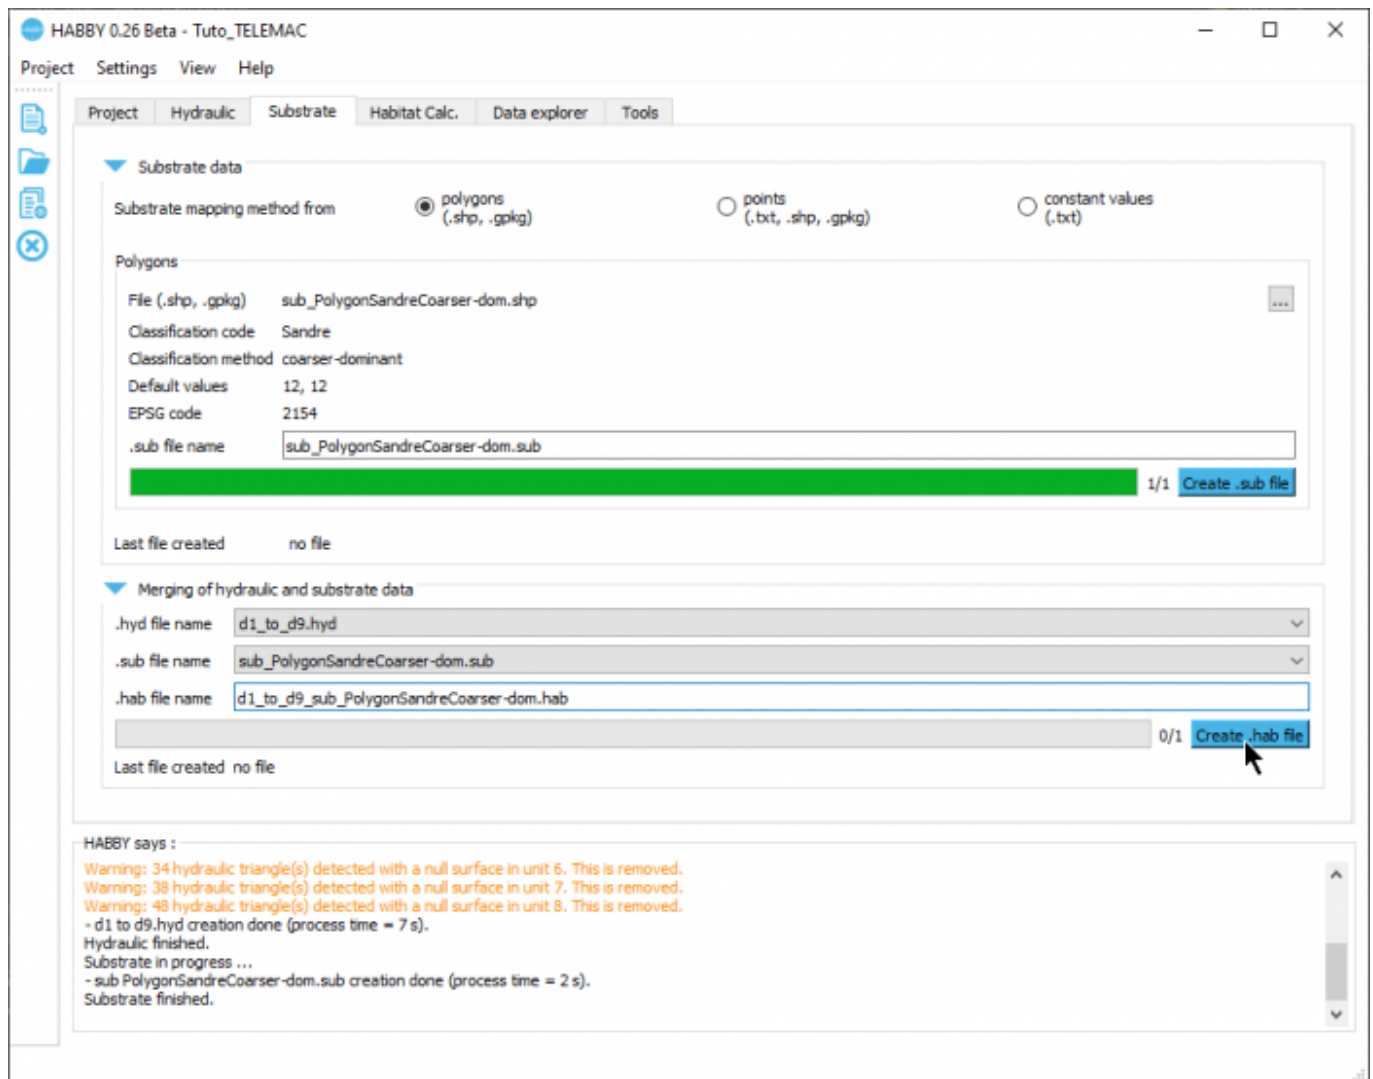 HABBY 0.26 Beta - Tuto_TELEMAC
Project Settings View Help
Project Hydraulic Substrate Habitat Calc. Data explorer Tools
Substrate data
Substrate mapping method from
polygons
(.shp, .gpkg)
points
(.txt, .shp, .gpkg)
constant values
(.txt)
Polygons
File (.shp, .gpkg) sub_PolygonSandreCoarser-dom.shp ...
Classification code Sandre
Classification method coarser-dominant
Default values 12, 12
EPSG code 2154
.sub file name sub_PolygonSandreCoarser-dom.sub
1/1 Create .sub file
Last file created no file
Merging of hydraulic and substrate data
.hyd file name d1_to_d9.hyd
.sub file name sub_PolygonSandreCoarser-dom.sub
.hab file name d1_to_d9_sub_PolygonSandreCoarser-dom.hab
0/1 Create .hab file
Last file created no file
HABBY says :
Warning: 34 hydraulic triangle(s) detected with a null surface in unit 6. This is removed.
Warning: 38 hydraulic triangle(s) detected with a null surface in unit 7. This is removed.
Warning: 48 hydraulic triangle(s) detected with a null surface in unit 8. This is removed.
- d1 to d9.hyd creation done (process time = 7 s).
Hydraulic finished.
Substrate in progress ...
- sub PolygonSandreCoarser-dom.sub creation done (process time = 2 s).
Substrate finished.